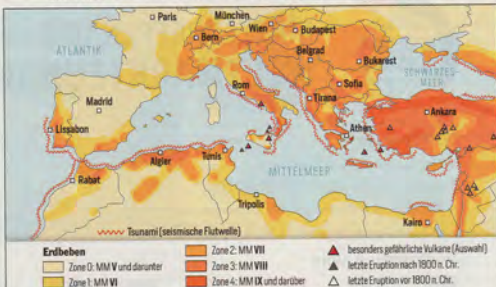 Paris
München
Wien
Budapest
Bern
ATLANTIK
Belgrad
Bukarest
SCHWARZES
MEER
Rom
Sofia
Madrid
Tirana
Ankara
Lissabon
Athen
Algier
Tunis
Rabat
MITTELMEER
Tripolis
Kairo
Tsunami (seismische Flutwelle)
Erdbeben
Zone 0: MM V und darunter
Zone 1: MM VI
Zone 2: MM VII
Zone 3: MM VIII
Zone 4: MM IX und darüber
besonders gefährliche Vulkane (Auswahl)
letzte Eruption nach 1800 n. Chr.
letzte Eruption vor 1800 n. Chr.